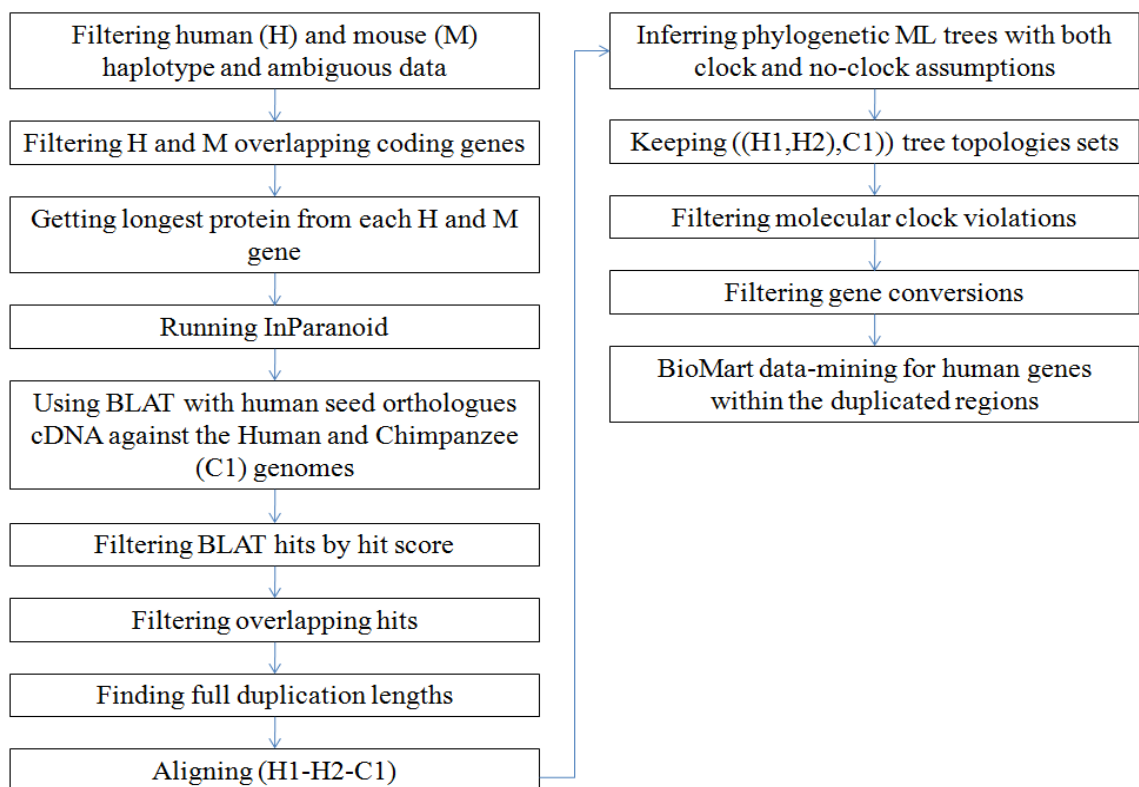 Filtering human (H) and mouse (M)
haplotype and ambiguous data
Filtering H and M overlapping coding genes
Getting longest protein from each H and M
gene
Running InParanoid
Using BLAT with human seed orthologues
cDNA against the Human and Chimpanzee
(C1) genomes
Filtering BLAT hits by hit score
Filtering overlapping hits
Finding full duplication lengths
Aligning (H1-H2-C1)
Inferring phylogenetic ML trees with both
clock and no-clock assumptions
Keeping ((H1,H2),C1)) tree topologies sets
Filtering molecular clock violations
Filtering gene conversions
BioMart data-mining for human genes
within the duplicated regions